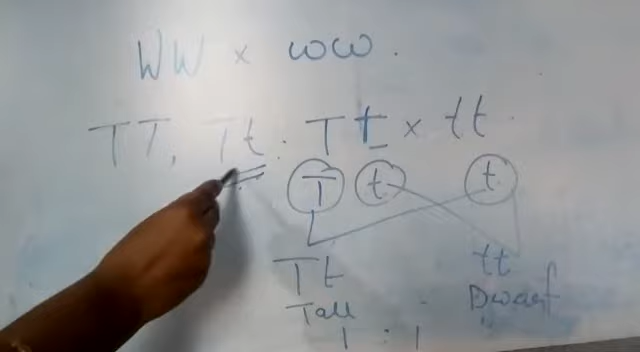 WW × ww.
TT, Tt. Tt × tt
T t t
Tt tt
Tall Dwarf
1 : 1